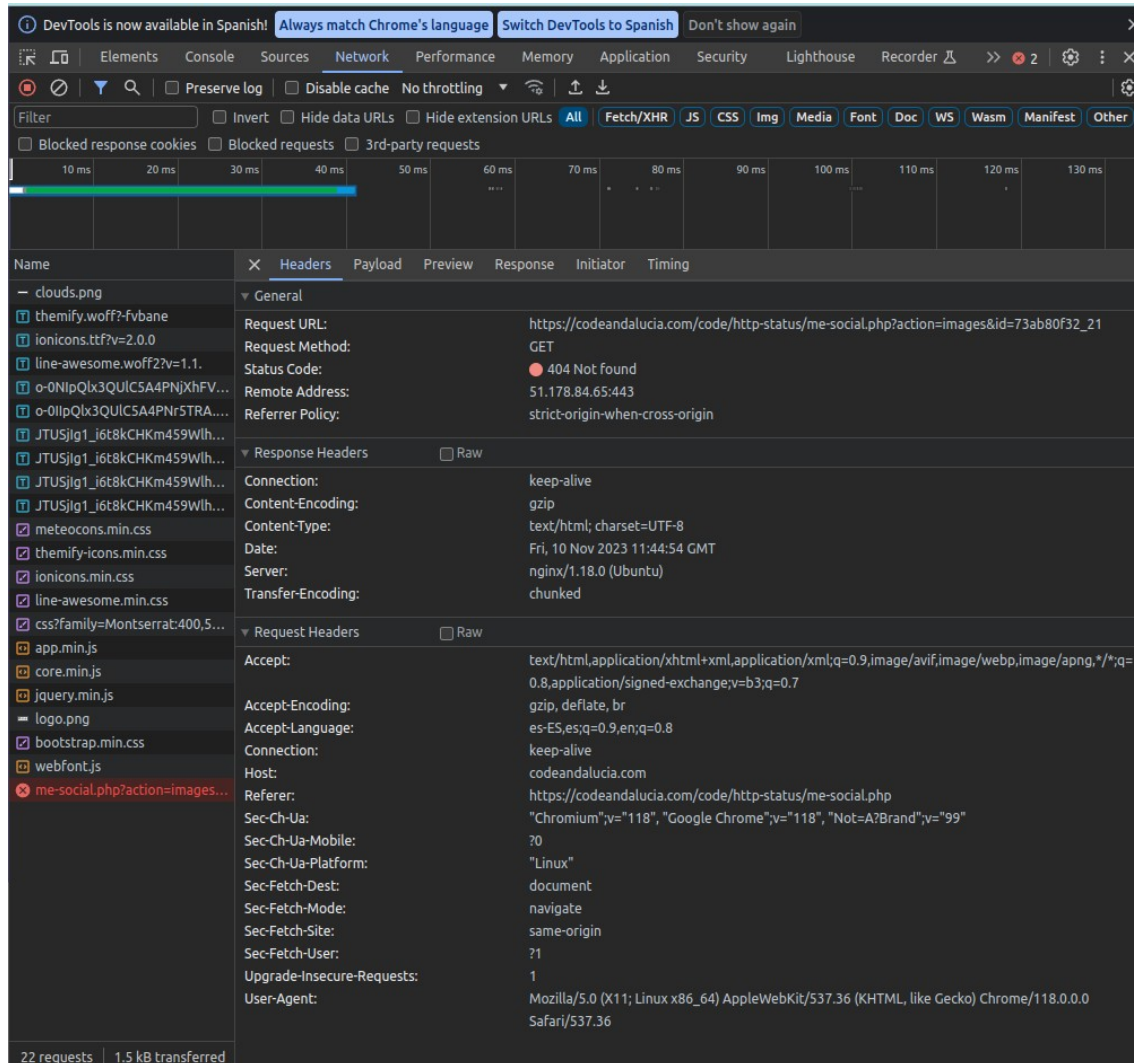 DevTools is now available in Spanish! Always match Chrome's language Switch DevTools to Spanish Don't show again
Elements Console Sources Network Performance Memory Application Security Lighthouse Recorder 2
Preserve log Disable cache No throttling
Filter Invert Hide data URLs Hide extension URLs All Fetch/XHR JS CSS Img Media Font Doc WS Wasm Manifest Other
Blocked response cookies Blocked requests 3rd-party requests
10 ms 20 ms 30 ms 40 ms 50 ms 60 ms 70 ms 80 ms 90 ms 100 ms 110 ms 120 ms 130 ms
Name
clouds.png
themify.woff?-fvbane
ionicons.ttf?v=2.0.0
line-awesome.woff2?v=1.1.
o-0NIpQlx3QUlC5A4PNjXhFV...
o-0IIpQlx3QUlC5A4PNr5TRA....
JTUSjIg1_i6t8kCHKm459Wlh...
JTUSjIg1_i6t8kCHKm459Wlh...
JTUSjIg1_i6t8kCHKm459Wlh...
JTUSjIg1_i6t8kCHKm459Wlh...
meteocons.min.css
themify-icons.min.css
ionicons.min.css
line-awesome.min.css
css?family=Montserrat:400,5...
app.min.js
core.min.js
jquery.min.js
logo.png
bootstrap.min.css
webfont.js
me-social.php?action=images...
22 requests 1.5 kB transferred
Headers Payload Preview Response Initiator Timing
General
Request URL: https://codeandalucia.com/code/http-status/me-social.php?action=images&id=73ab80f32_21
Request Method: GET
Status Code: 404 Not found
Remote Address: 51.178.84.65:443
Referrer Policy: strict-origin-when-cross-origin
Response Headers Raw
Connection: keep-alive
Content-Encoding: gzip
Content-Type: text/html; charset=UTF-8
Date: Fri, 10 Nov 2023 11:44:54 GMT
Server: nginx/1.18.0 (Ubuntu)
Transfer-Encoding: chunked
Request Headers Raw
Accept: text/html,application/xhtml+xml,application/xml;q=0.9,image/avif,image/webp,image/apng,*/*;q=
0.8,application/signed-exchange;v=b3;q=0.7
Accept-Encoding: gzip, deflate, br
Accept-Language: es-ES,es;q=0.9,en;q=0.8
Connection: keep-alive
Host: codeandalucia.com
Referer: https://codeandalucia.com/code/http-status/me-social.php
Sec-Ch-Ua: "Chromium";v="118", "Google Chrome";v="118", "Not=A?Brand";v="99"
Sec-Ch-Ua-Mobile: ?0
Sec-Ch-Ua-Platform: "Linux"
Sec-Fetch-Dest: document
Sec-Fetch-Mode: navigate
Sec-Fetch-Site: same-origin
Sec-Fetch-User: ?1
Upgrade-Insecure-Requests: 1
User-Agent: Mozilla/5.0 (X11; Linux x86_64) AppleWebKit/537.36 (KHTML, like Gecko) Chrome/118.0.0.0
Safari/537.36